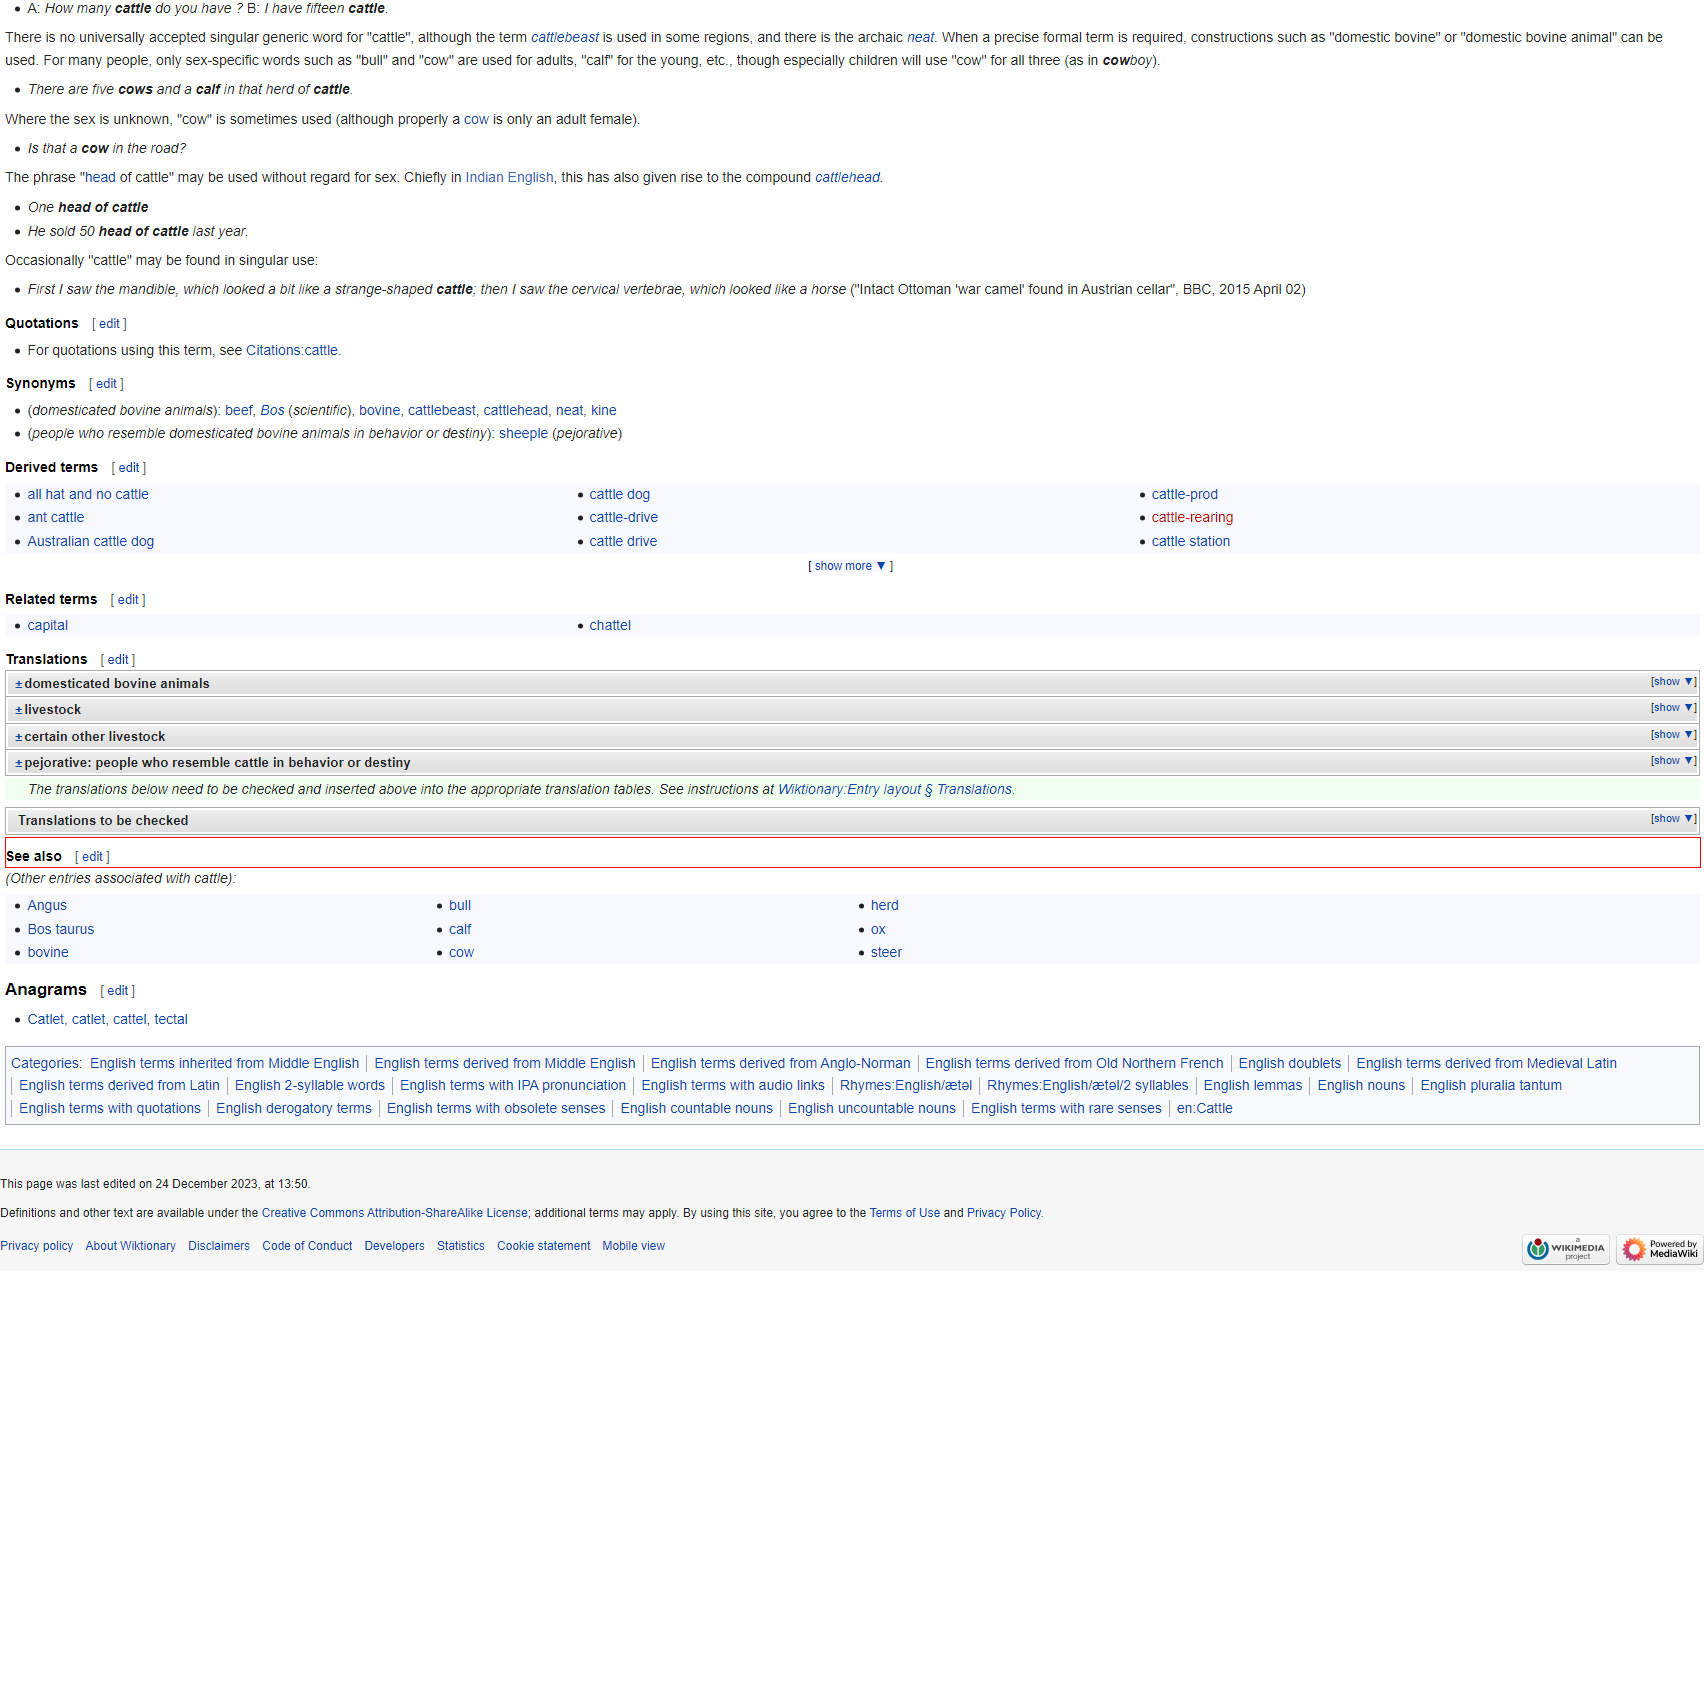 • A: How many cattle do you have ? B: I have fifteen cattle.
There is no universally accepted singular generic word for "cattle", although the term cattlebeast is used in some regions, and there is the archaic neat. When a precise formal term is required, constructions such as "domestic bovine" or "domestic bovine animal" can be
used. For many people, only sex-specific words such as "bull" and "cow" are used for adults, "calf" for the young, etc., though especially children will use "cow" for all three (as in cowboy).
• There are five cows and a calf in that herd of cattle.
Where the sex is unknown, "cow" is sometimes used (although properly a cow is only an adult female).
• Is that a cow in the road?
The phrase "head of cattle" may be used without regard for sex. Chiefly in Indian English, this has also given rise to the compound cattlehead.
• One head of cattle
• He sold 50 head of cattle last year.
Occasionally "cattle" may be found in singular use:
• First I saw the mandible, which looked a bit like a strange-shaped cattle; then I saw the cervical vertebrae, which looked like a horse ("Intact Ottoman 'war camel' found in Austrian cellar", BBC, 2015 April 02)
Quotations [ edit ]
• For quotations using this term, see Citations:cattle.
Synonyms [ edit ]
• (domesticated bovine animals): beef, Bos (scientific), bovine, cattlebeast, cattlehead, neat, kine
• (people who resemble domesticated bovine animals in behavior or destiny): sheeple (pejorative)
Derived terms [ edit ]
• all hat and no cattle • cattle dog • cattle-prod
• ant cattle • cattle-drive • cattle-rearing
• Australian cattle dog • cattle drive • cattle station
[ show more ▼ ]
Related terms [ edit ]
• capital • chattel
Translations [ edit ]
± domesticated bovine animals [show ▼]
± livestock [show ▼]
± certain other livestock [show ▼]
± pejorative: people who resemble cattle in behavior or destiny [show ▼]
The translations below need to be checked and inserted above into the appropriate translation tables. See instructions at Wiktionary:Entry layout § Translations.
Translations to be checked [show ▼]
See also [ edit ]
(Other entries associated with cattle):
• Angus • bull • herd
• Bos taurus • calf • ox
• bovine • cow • steer
Anagrams [ edit ]
• Catlet, catlet, cattel, tectal
Categories: English terms inherited from Middle English | English terms derived from Middle English | English terms derived from Anglo-Norman | English terms derived from Old Northern French | English doublets | English terms derived from Medieval Latin
| English terms derived from Latin | English 2-syllable words | English terms with IPA pronunciation | English terms with audio links | Rhymes:English/ætəl | Rhymes:English/ætəl/2 syllables | English lemmas | English nouns | English pluralia tantum
| English terms with quotations | English derogatory terms | English terms with obsolete senses | English countable nouns | English uncountable nouns | English terms with rare senses | en:Cattle
This page was last edited on 24 December 2023, at 13:50.
Definitions and other text are available under the Creative Commons Attribution-ShareAlike License; additional terms may apply. By using this site, you agree to the Terms of Use and Privacy Policy.
Privacy policy About Wiktionary Disclaimers Code of Conduct Developers Statistics Cookie statement Mobile view
a WIKIMEDIA project
Powered by MediaWiki